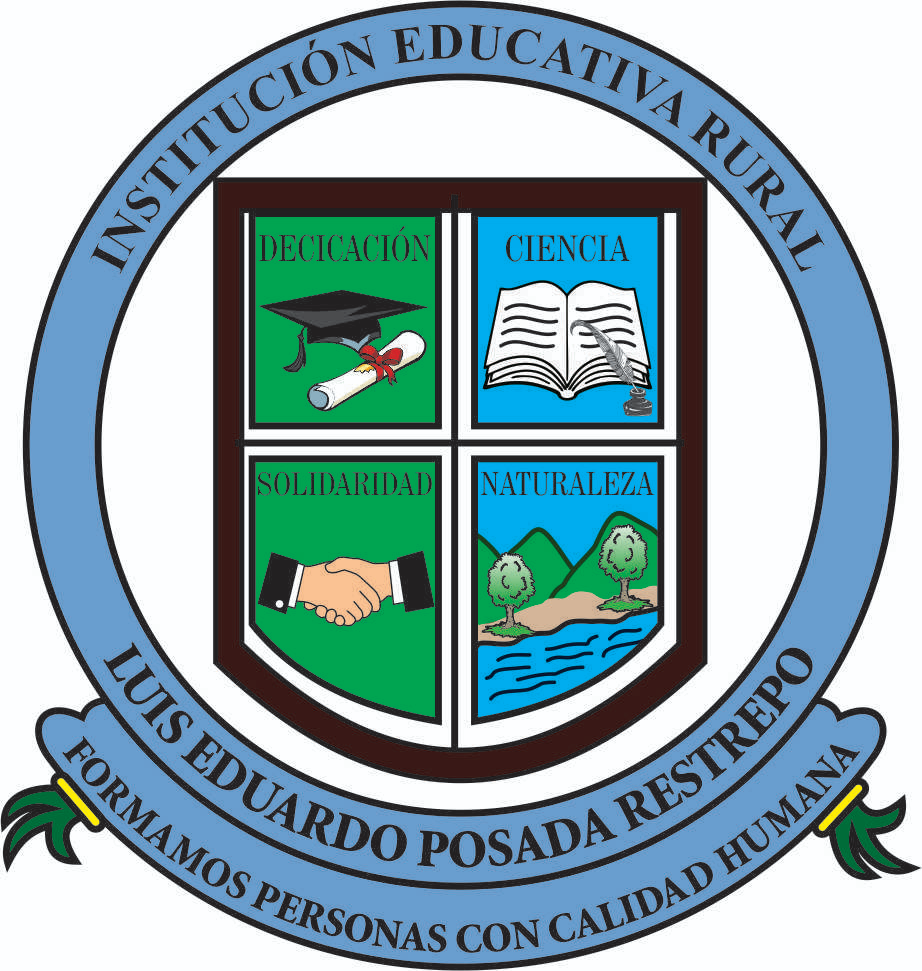 INSTITUCIÓN EDUCATIVA RURAL
DECICACIÓN
CIENCIA
SOLIDARIDAD
NATURALEZA
LUIS EDUARDO POSADA RESTREPO
FORMAMOS PERSONAS CON CALIDAD HUMANA